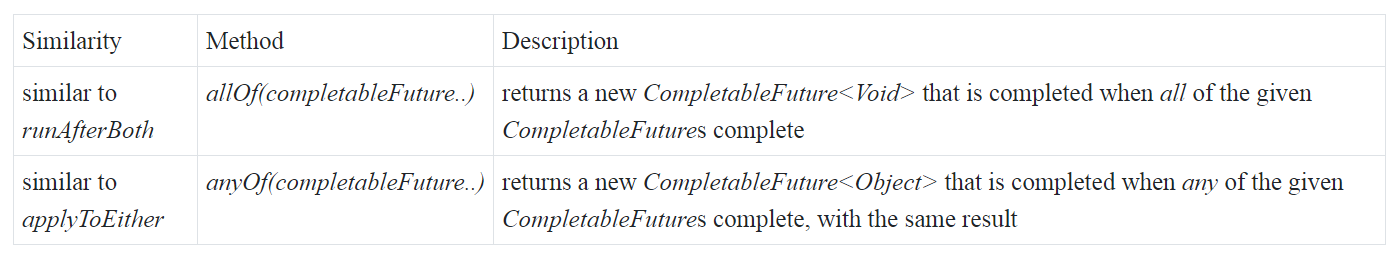 Similarity Method Description
similar to
runAfterBoth
allOf(completableFuture..)
returns a new CompletableFuture<Void> that is completed when all of the given
CompletableFutures complete
similar to
applyToEither
anyOf(completableFuture..)
returns a new CompletableFuture<Object> that is completed when any of the given
CompletableFutures complete, with the same result